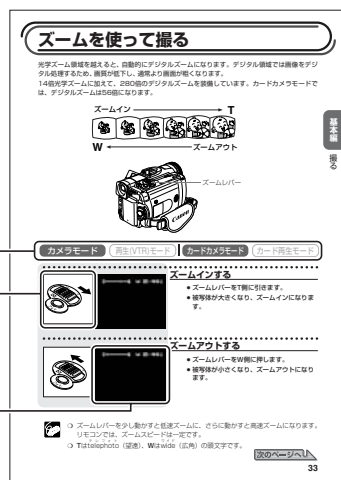 ズームを使って撮る
光学ズーム領域を越えると、自動的にデジタルズームになります。デジタル領域では画像をデジ
タル処理するため、画質が低下し、通常より画面が粗くなります。
14倍光学ズームに加えて、280倍のデジタルズームを装備しています。カードカメラモードで
は、デジタルズームは56倍になります。
ズームイン
T
W
ズームアウト
ズームレバー
Canon
基本編
撮る
カメラモード
再生(VTR)モード
カードカメラモード
カード再生モード
ズームインする
• ズームレバーをT側に引きます。
• 被写体が大きくなり、ズームインになりま
す。
ズームアウトする
• ズームレバーをW側に押します。
• 被写体が小さくなり、ズームアウトになり
ます。
❍ ズームレバーを少し動かすと低速ズームに、さらに動かすと高速ズームになります。
リモコンでは、ズームスピードは一定です。
❍ Tはtelephoto（望遠）、Wはwide（広角）の頭文字です。
次のページへ
33